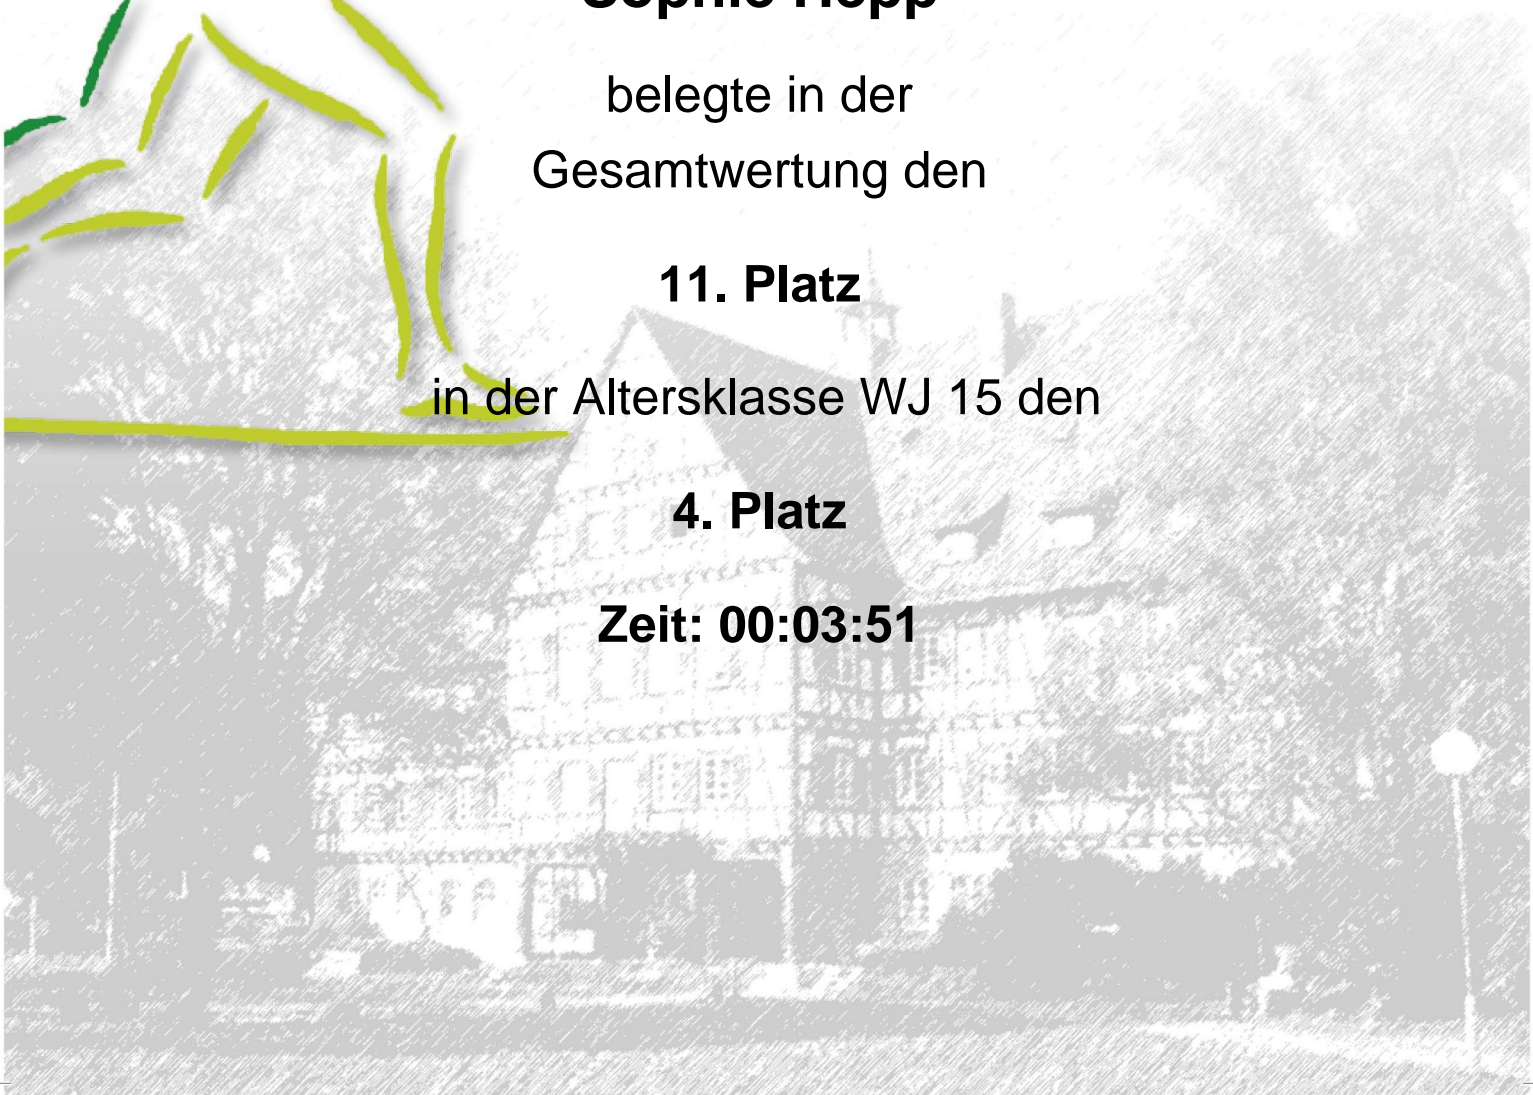 belegte in der
Gesamtwertung den
11. Platz
in der Altersklasse WJ 15 den
4. Platz
Zeit: 00:03:51